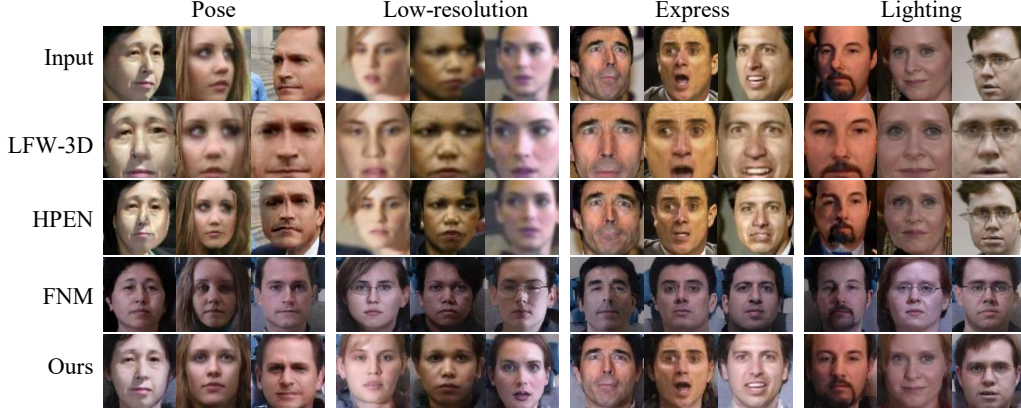 Pose Low-resolution Express Lighting
Input
LFW-3D
HPEN
FNM
Ours